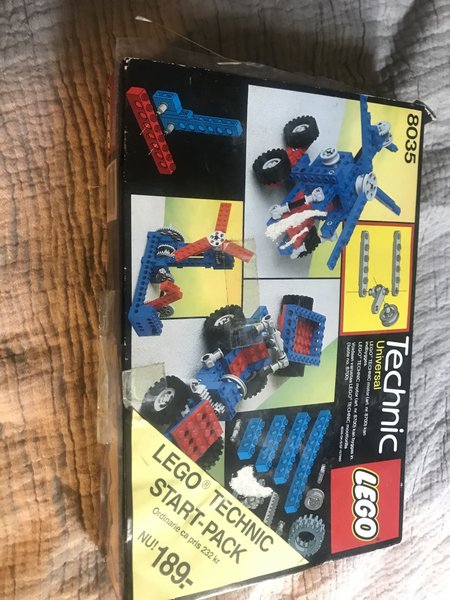 8035
Technic
Universal
LEGO
LEGO® TECHNIC
START-PACK
Ordinarie ca pris 232 kr
NU! 189:-